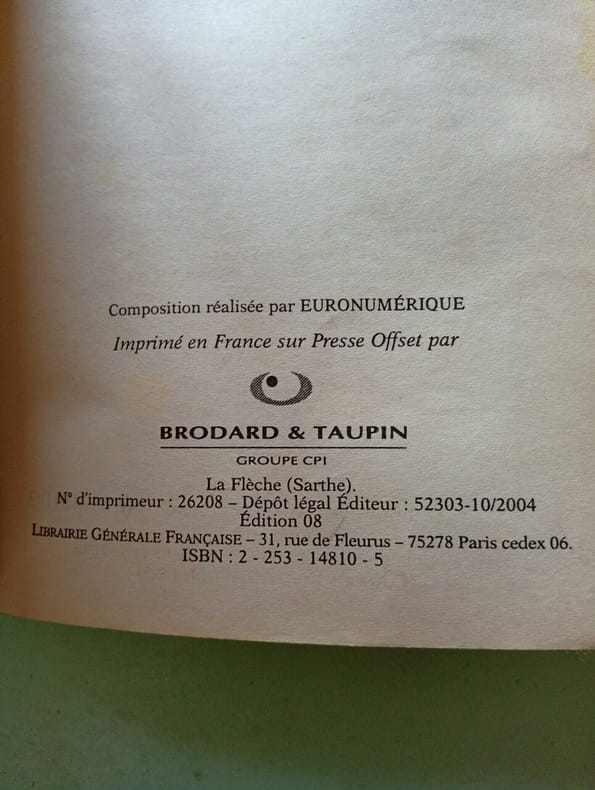 Composition réalisée par EURONUMÉRIQUE
Imprimé en France sur Presse Offset par
BRODARD & TAUPIN
GROUPE CPI
La Flèche (Sarthe).
N° d'imprimeur : 26208 – Dépôt légal Éditeur : 52303-10/2004
Édition 08
LIBRAIRIE GÉNÉRALE FRANÇAISE – 31, rue de Fleurus – 75278 Paris cedex 06.
ISBN : 2 - 253 - 14810 - 5